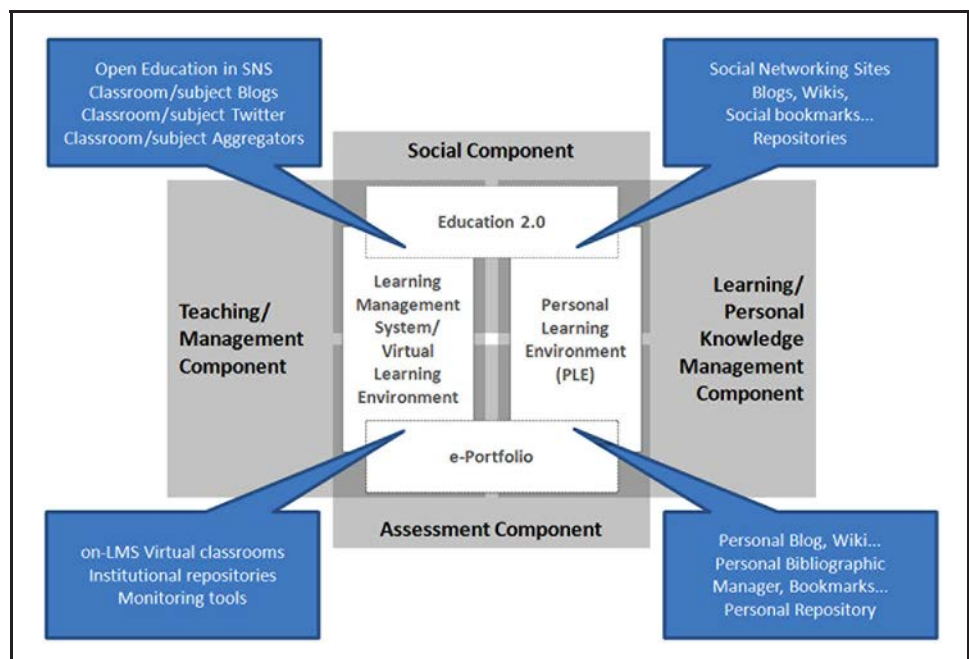 Open Education in SNS
Classroom/subject Blogs
Classroom/subject Twitter
Classroom/subject Aggregators
Social Networking Sites
Blogs, Wikis,
Social bookmarks...
Repositories
Social Component
Education 2.0
Teaching/
Management
Component
Learning
Management
System/
Virtual
Learning
Environment
Personal
Learning
Environment
(PLE)
Learning/
Personal
Knowledge
Management
Component
e-Portfolio
Assessment Component
on-LMS Virtual classrooms
Institutional repositories
Monitoring tools
Personal Blog, Wiki...
Personal Bibliographic
Manager, Bookmarks...
Personal Repository